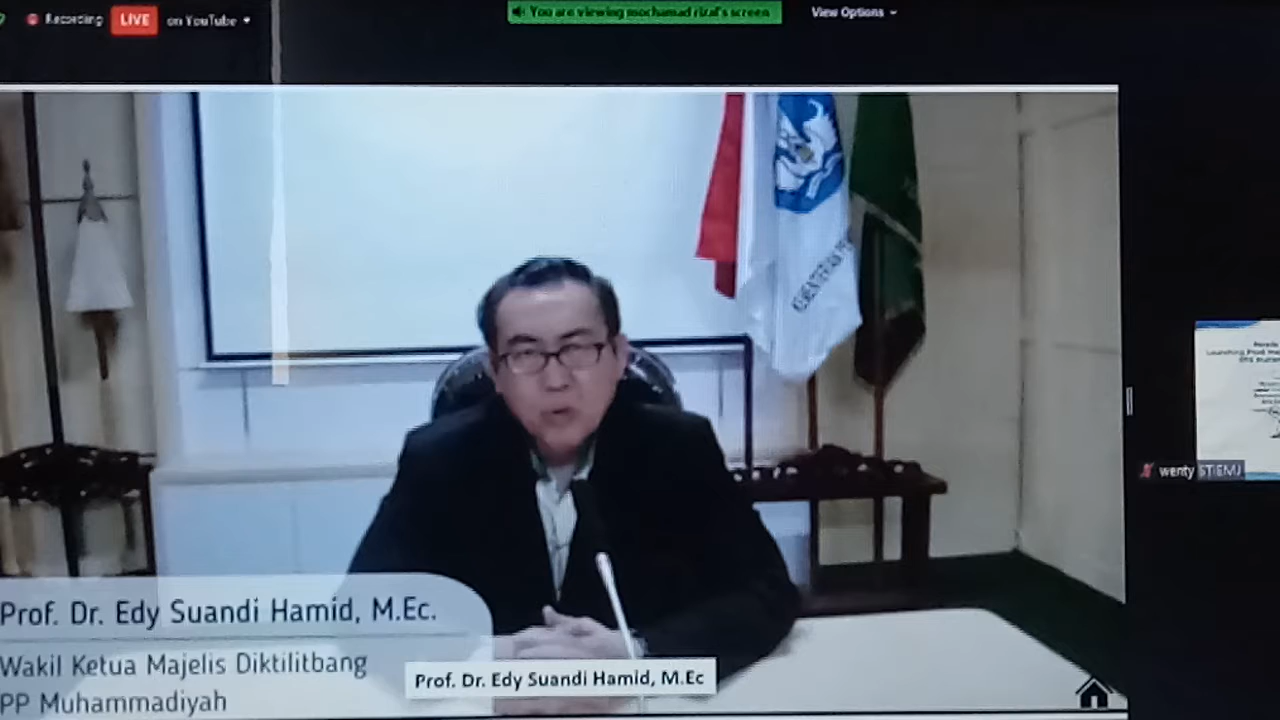 Recording LIVE on YouTube
You are viewing mochamad rizal's screen
View Options
Prof. Dr. Edy Suandi Hamid, M.Ec.
Wakil Ketua Majelis Diktilitbang
PP Muhammadiyah
Prof. Dr. Edy Suandi Hamid, M.Ec
wenty STIEMJ